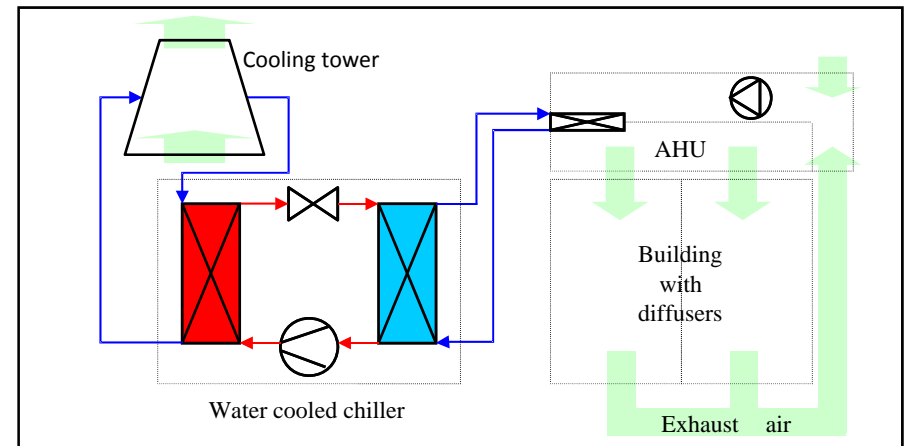 Cooling tower
AHU
Building
with
diffusers
Water cooled chiller
Exhaust air